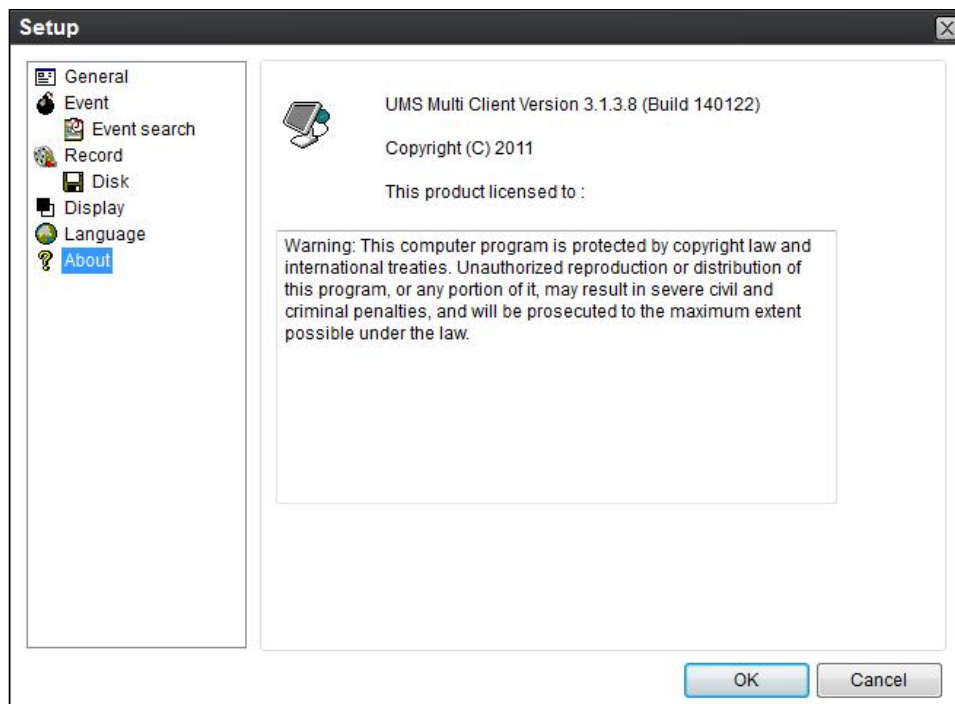 Setup
General
Event
Event search
Record
Disk
Display
Language
About
UMS Multi Client Version 3.1.3.8 (Build 140122)
Copyright (C) 2011
This product licensed to :
Warning: This computer program is protected by copyright law and
international treaties. Unauthorized reproduction or distribution of
this program, or any portion of it, may result in severe civil and
criminal penalties, and will be prosecuted to the maximum extent
possible under the law.
OK
Cancel